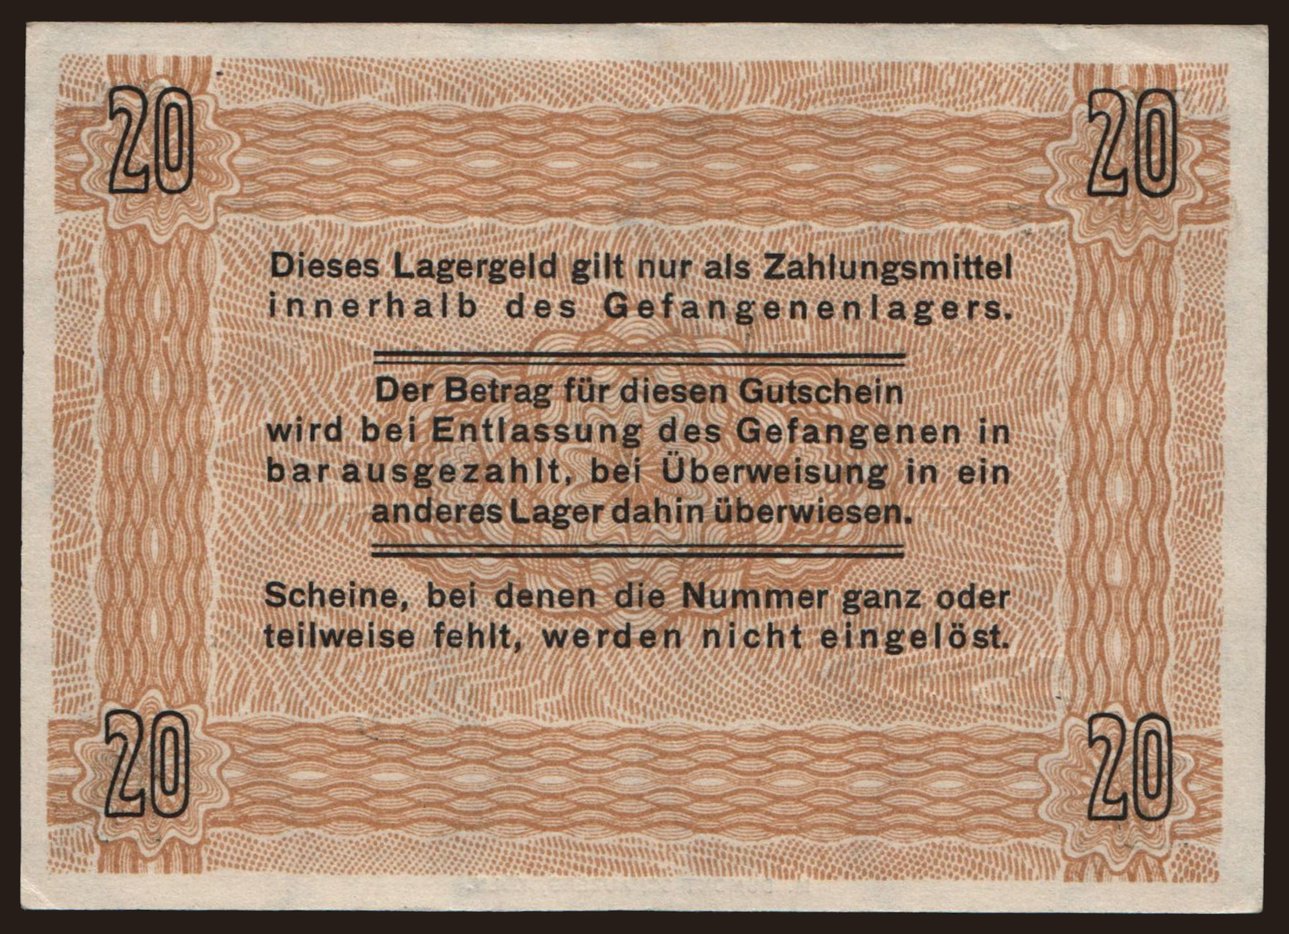 20 20
Dieses Lagergeld gilt nur als Zahlungsmittel
innerhalb des Gefangenenlagers.
Der Betrag für diesen Gutschein
wird bei Entlassung des Gefangenen in
bar ausgezahlt, bei Überweisung in ein
anderes Lager dahin überwiesen.
Scheine, bei denen die Nummer ganz oder
teilweise fehlt, werden nicht eingelöst.
20 20